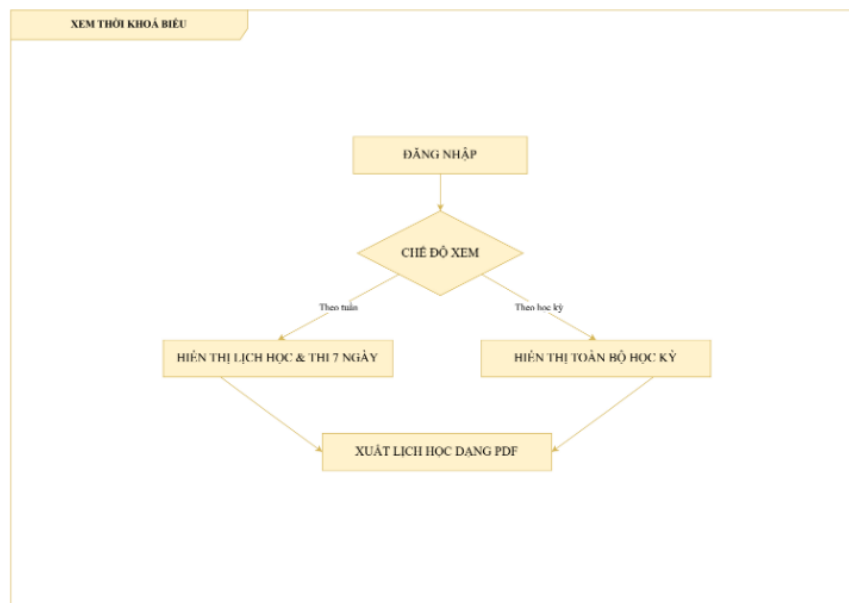 XEM THỜI KHOÁ BIỂU
ĐĂNG NHẬP
CHẾ ĐỘ XEM
Theo tuần
Theo học kỳ
HIỂN THỊ LỊCH HỌC & THI 7 NGÀY
HIỂN THỊ TOÀN BỘ HỌC KỲ
XUẤT LỊCH HỌC DẠNG PDF